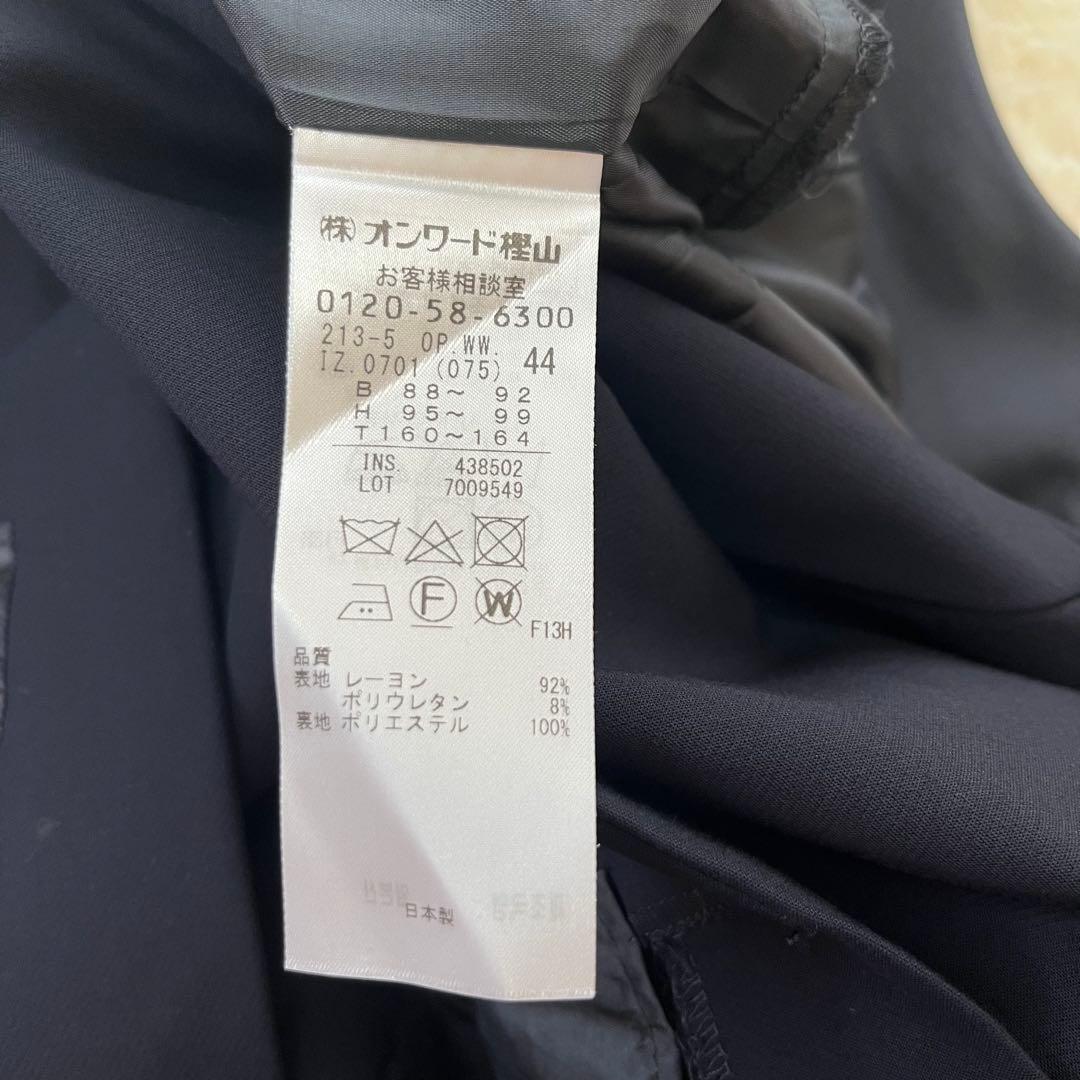 (株)オンワード樫山
お客様相談室
0120-58-6300
213-5 OP.WW.
IZ.0701 (075) 44
B 88～ 92
H 95～ 99
T160～164
INS. 438502
LOT 7009549
F
W
F13H
品質
表地 レーヨン 92%
ポリウレタン 8%
裏地 ポリエステル 100%
日本製